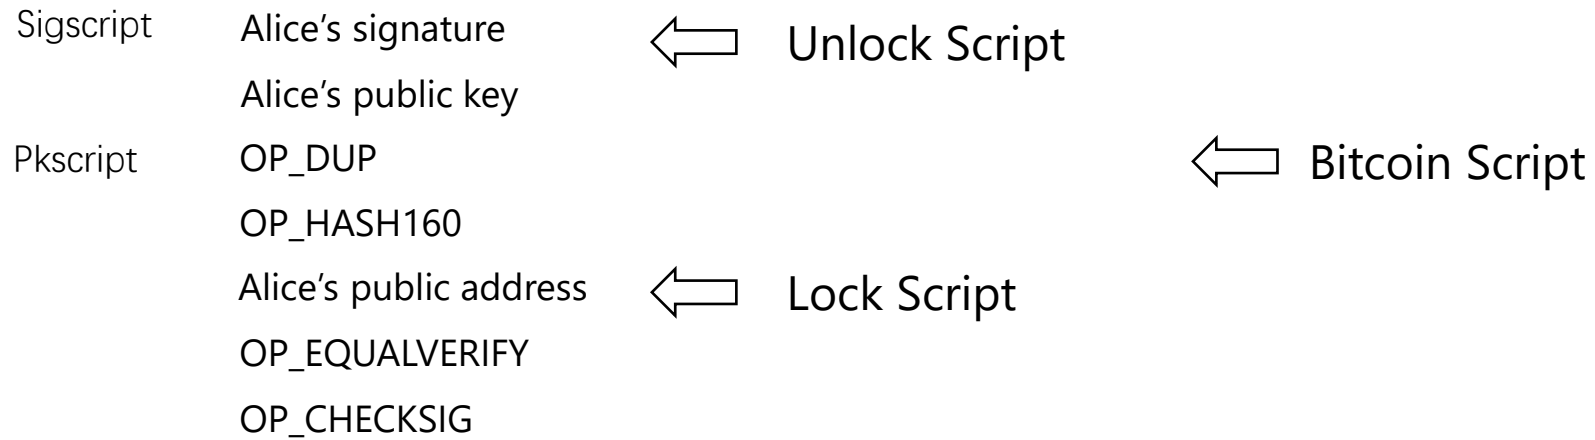 Sigscript Alice’s signature Unlock Script
Alice’s public key
Pkscript OP_DUP Bitcoin Script
OP_HASH160
Alice’s public address Lock Script
OP_EQUALVERIFY
OP_CHECKSIG